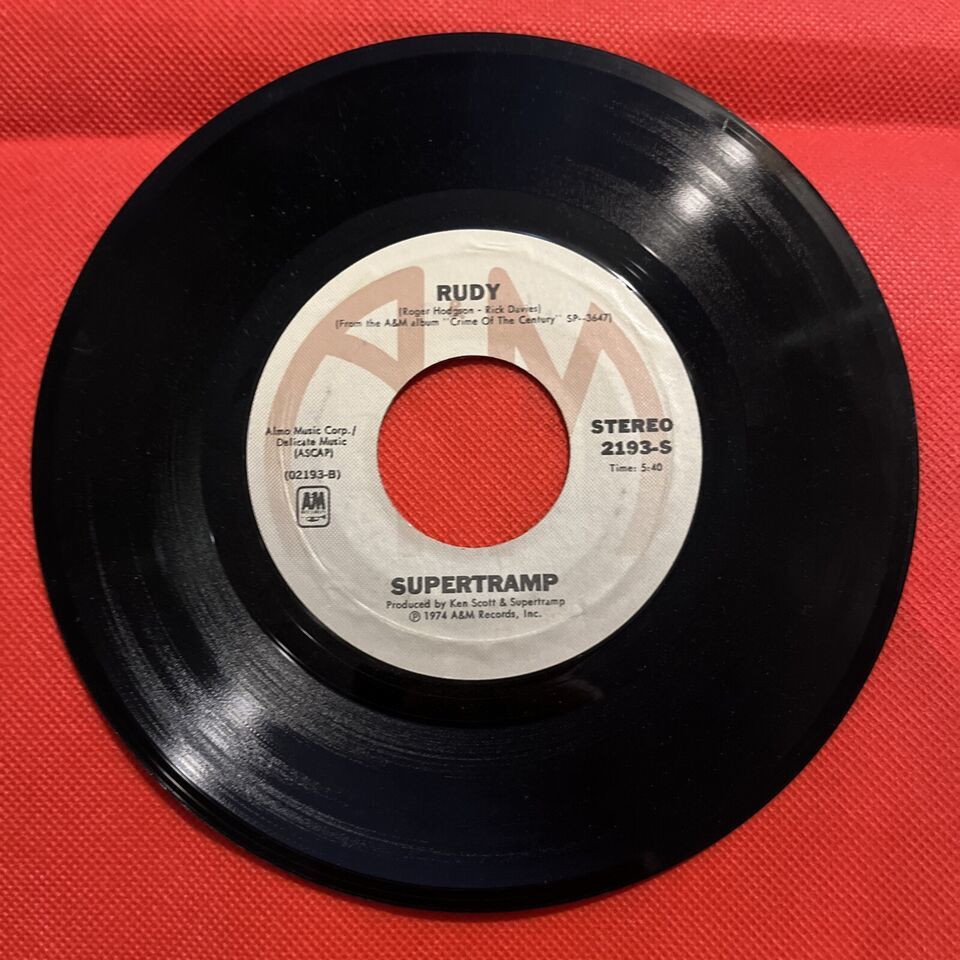 A&M
RUDY
(Roger Hodgson - Rick Davies)
(From the A&M album "Crime Of The Century" SP--3647)
Almo Music Corp./
Delicate Music
(ASCAP)
(02193-B)
A&M
RECORDS
STEREO
2193-S
Time: 5:40
SUPERTRAMP
Produced by Ken Scott & Supertramp
℗ 1974 A&M Records, Inc.